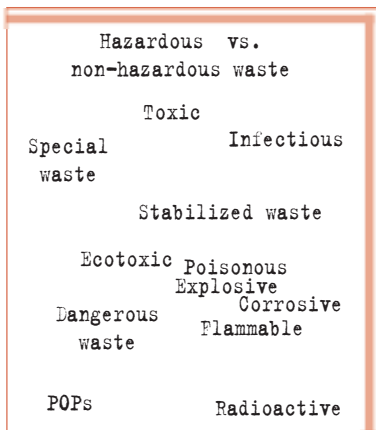 Hazardous vs.
non-hazardous waste
Toxic
Infectious
Special
waste
Stabilized waste
Ecotoxic
Poisonous
Explosive
Corrosive
Dangerous
waste
Flammable
POPs
Radioactive